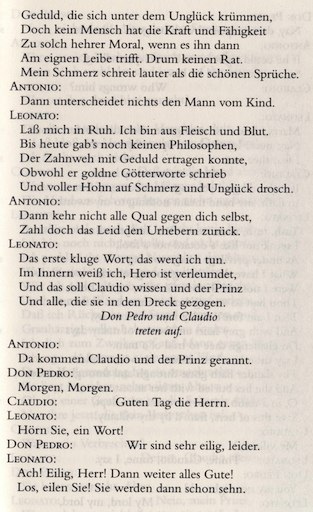 Geduld, die sich unter dem Unglück krümmen,
Doch kein Mensch hat die Kraft und Fähigkeit
Zu solch hehrer Moral, wenn es ihn dann
Am eignen Leibe trifft. Drum keinen Rat.
Mein Schmerz schreit lauter als die schönen Sprüche.
ANTONIO:
Dann unterscheidet nichts den Mann vom Kind.
LEONATO:
Laß mich in Ruh. Ich bin aus Fleisch und Blut.
Bis heute gab's noch keinen Philosophen,
Der Zahnweh mit Geduld ertragen konnte,
Obwohl er goldne Götterworte schrieb
Und voller Hohn auf Schmerz und Unglück drosch.
ANTONIO:
Dann kehr nicht alle Qual gegen dich selbst,
Zahl doch das Leid den Urhebern zurück.
LEONATO:
Das erste kluge Wort; das werd ich tun.
Im Innern weiß ich, Hero ist verleumdet,
Und das soll Claudio wissen und der Prinz
Und alle, die sie in den Dreck gezogen.
Don Pedro und Claudio
treten auf.
ANTONIO:
Da kommen Claudio und der Prinz gerannt.
DON PEDRO:
Morgen, Morgen.
CLAUDIO: Guten Tag die Herrn.
LEONATO:
Hörn Sie, ein Wort!
DON PEDRO: Wir sind sehr eilig, leider.
LEONATO:
Ach! Eilig, Herr! Dann weiter alles Gute!
Los, eilen Sie! Sie werden dann schon sehn.